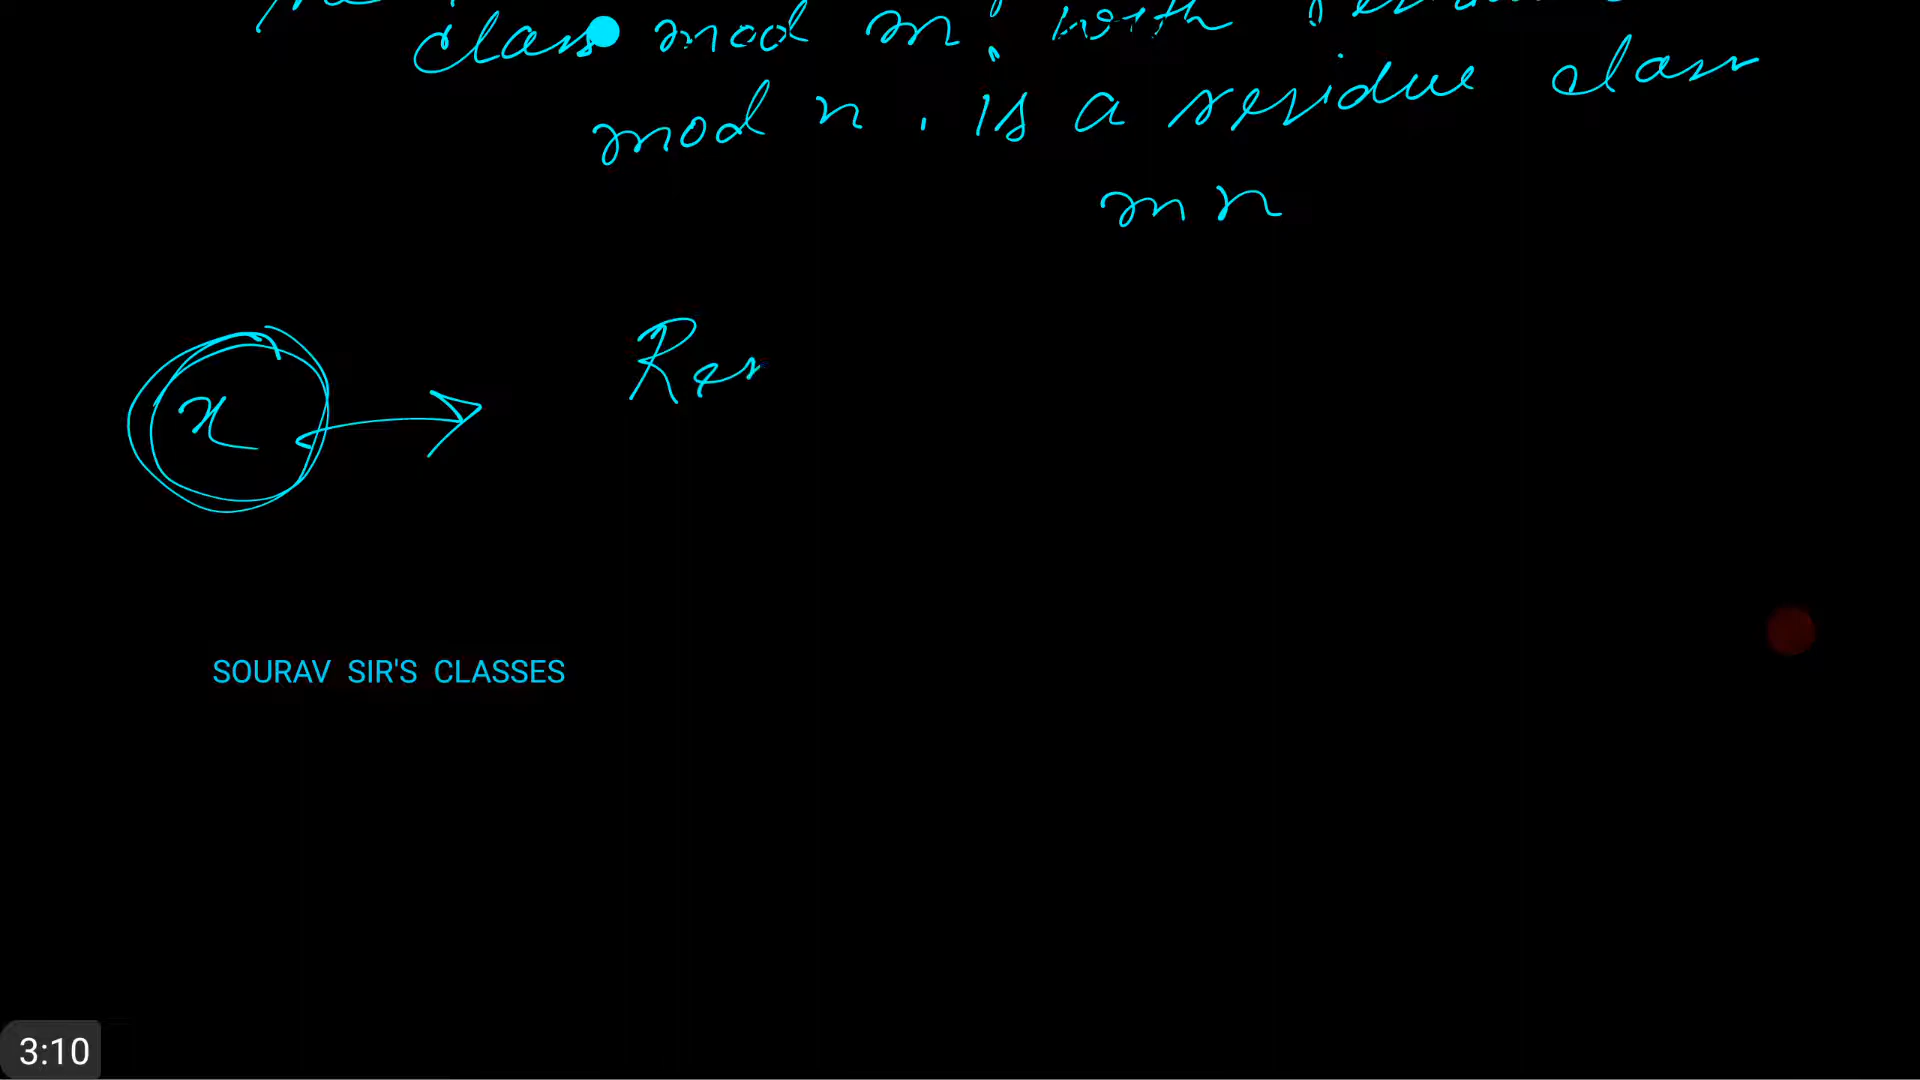 class mod m. with
mod n. is a residue class
mn
x Res
SOURAV SIR'S CLASSES
3:10